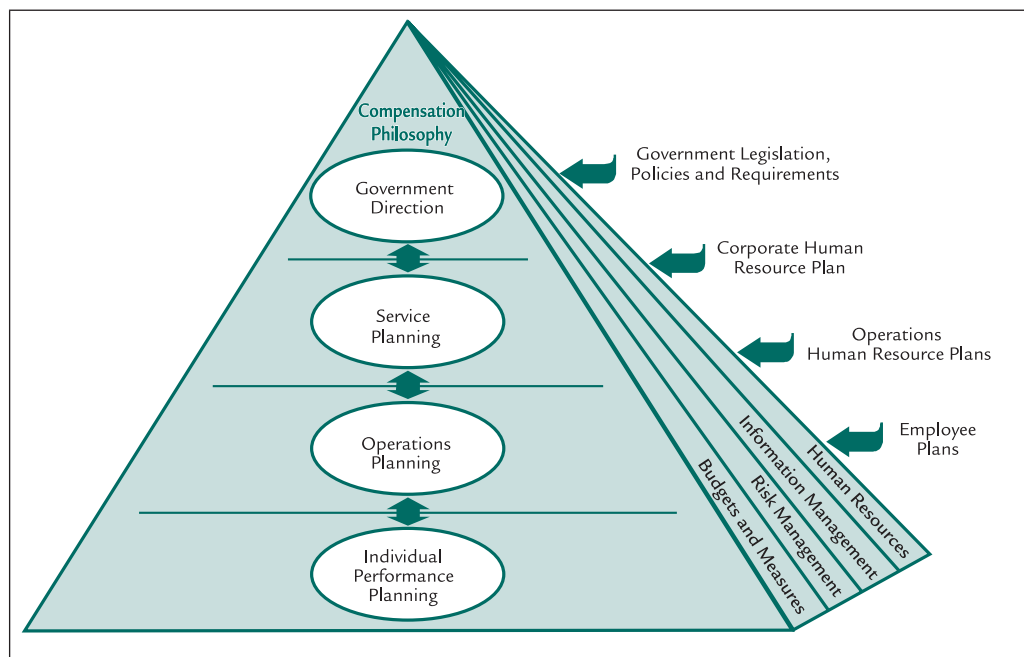 Compensation
Philosophy
Government
Direction
Service
Planning
Operations
Planning
Individual
Performance
Planning
Government Legislation,
Policies and Requirements
Corporate Human
Resource Plan
Operations
Human Resource Plans
Employee
Plans
Budgets and Measures
Risk Management
Information Management
Human Resources